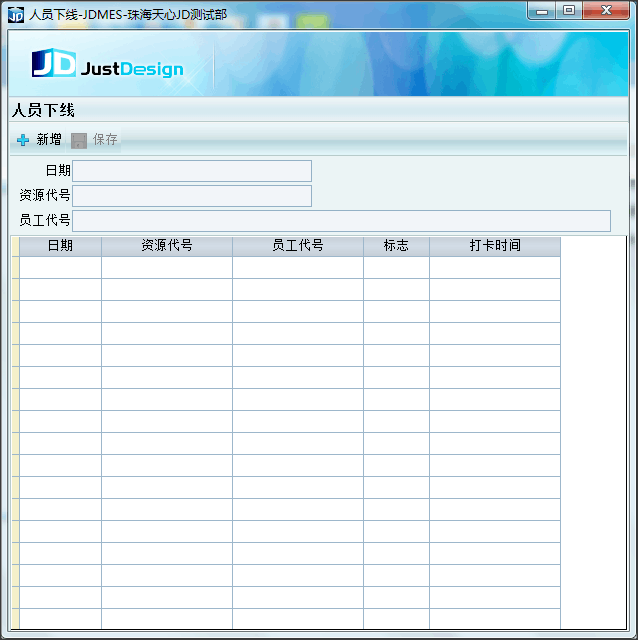 JD 人员下线-JDMES-珠海天心JD测试部
JD JustDesign
人员下线
新增 保存
日期
资源代号
员工代号
日期 资源代号 员工代号 标志 打卡时间